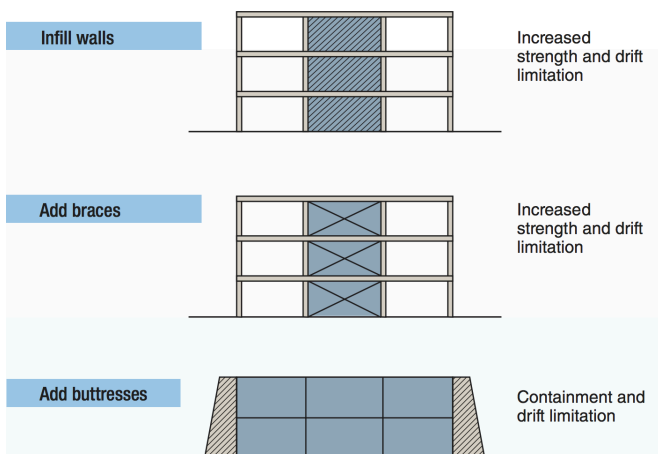 Infill walls
Increased
strength and drift
limitation
Add braces
Increased
strength and drift
limitation
Add buttresses
Containment and
drift limitation